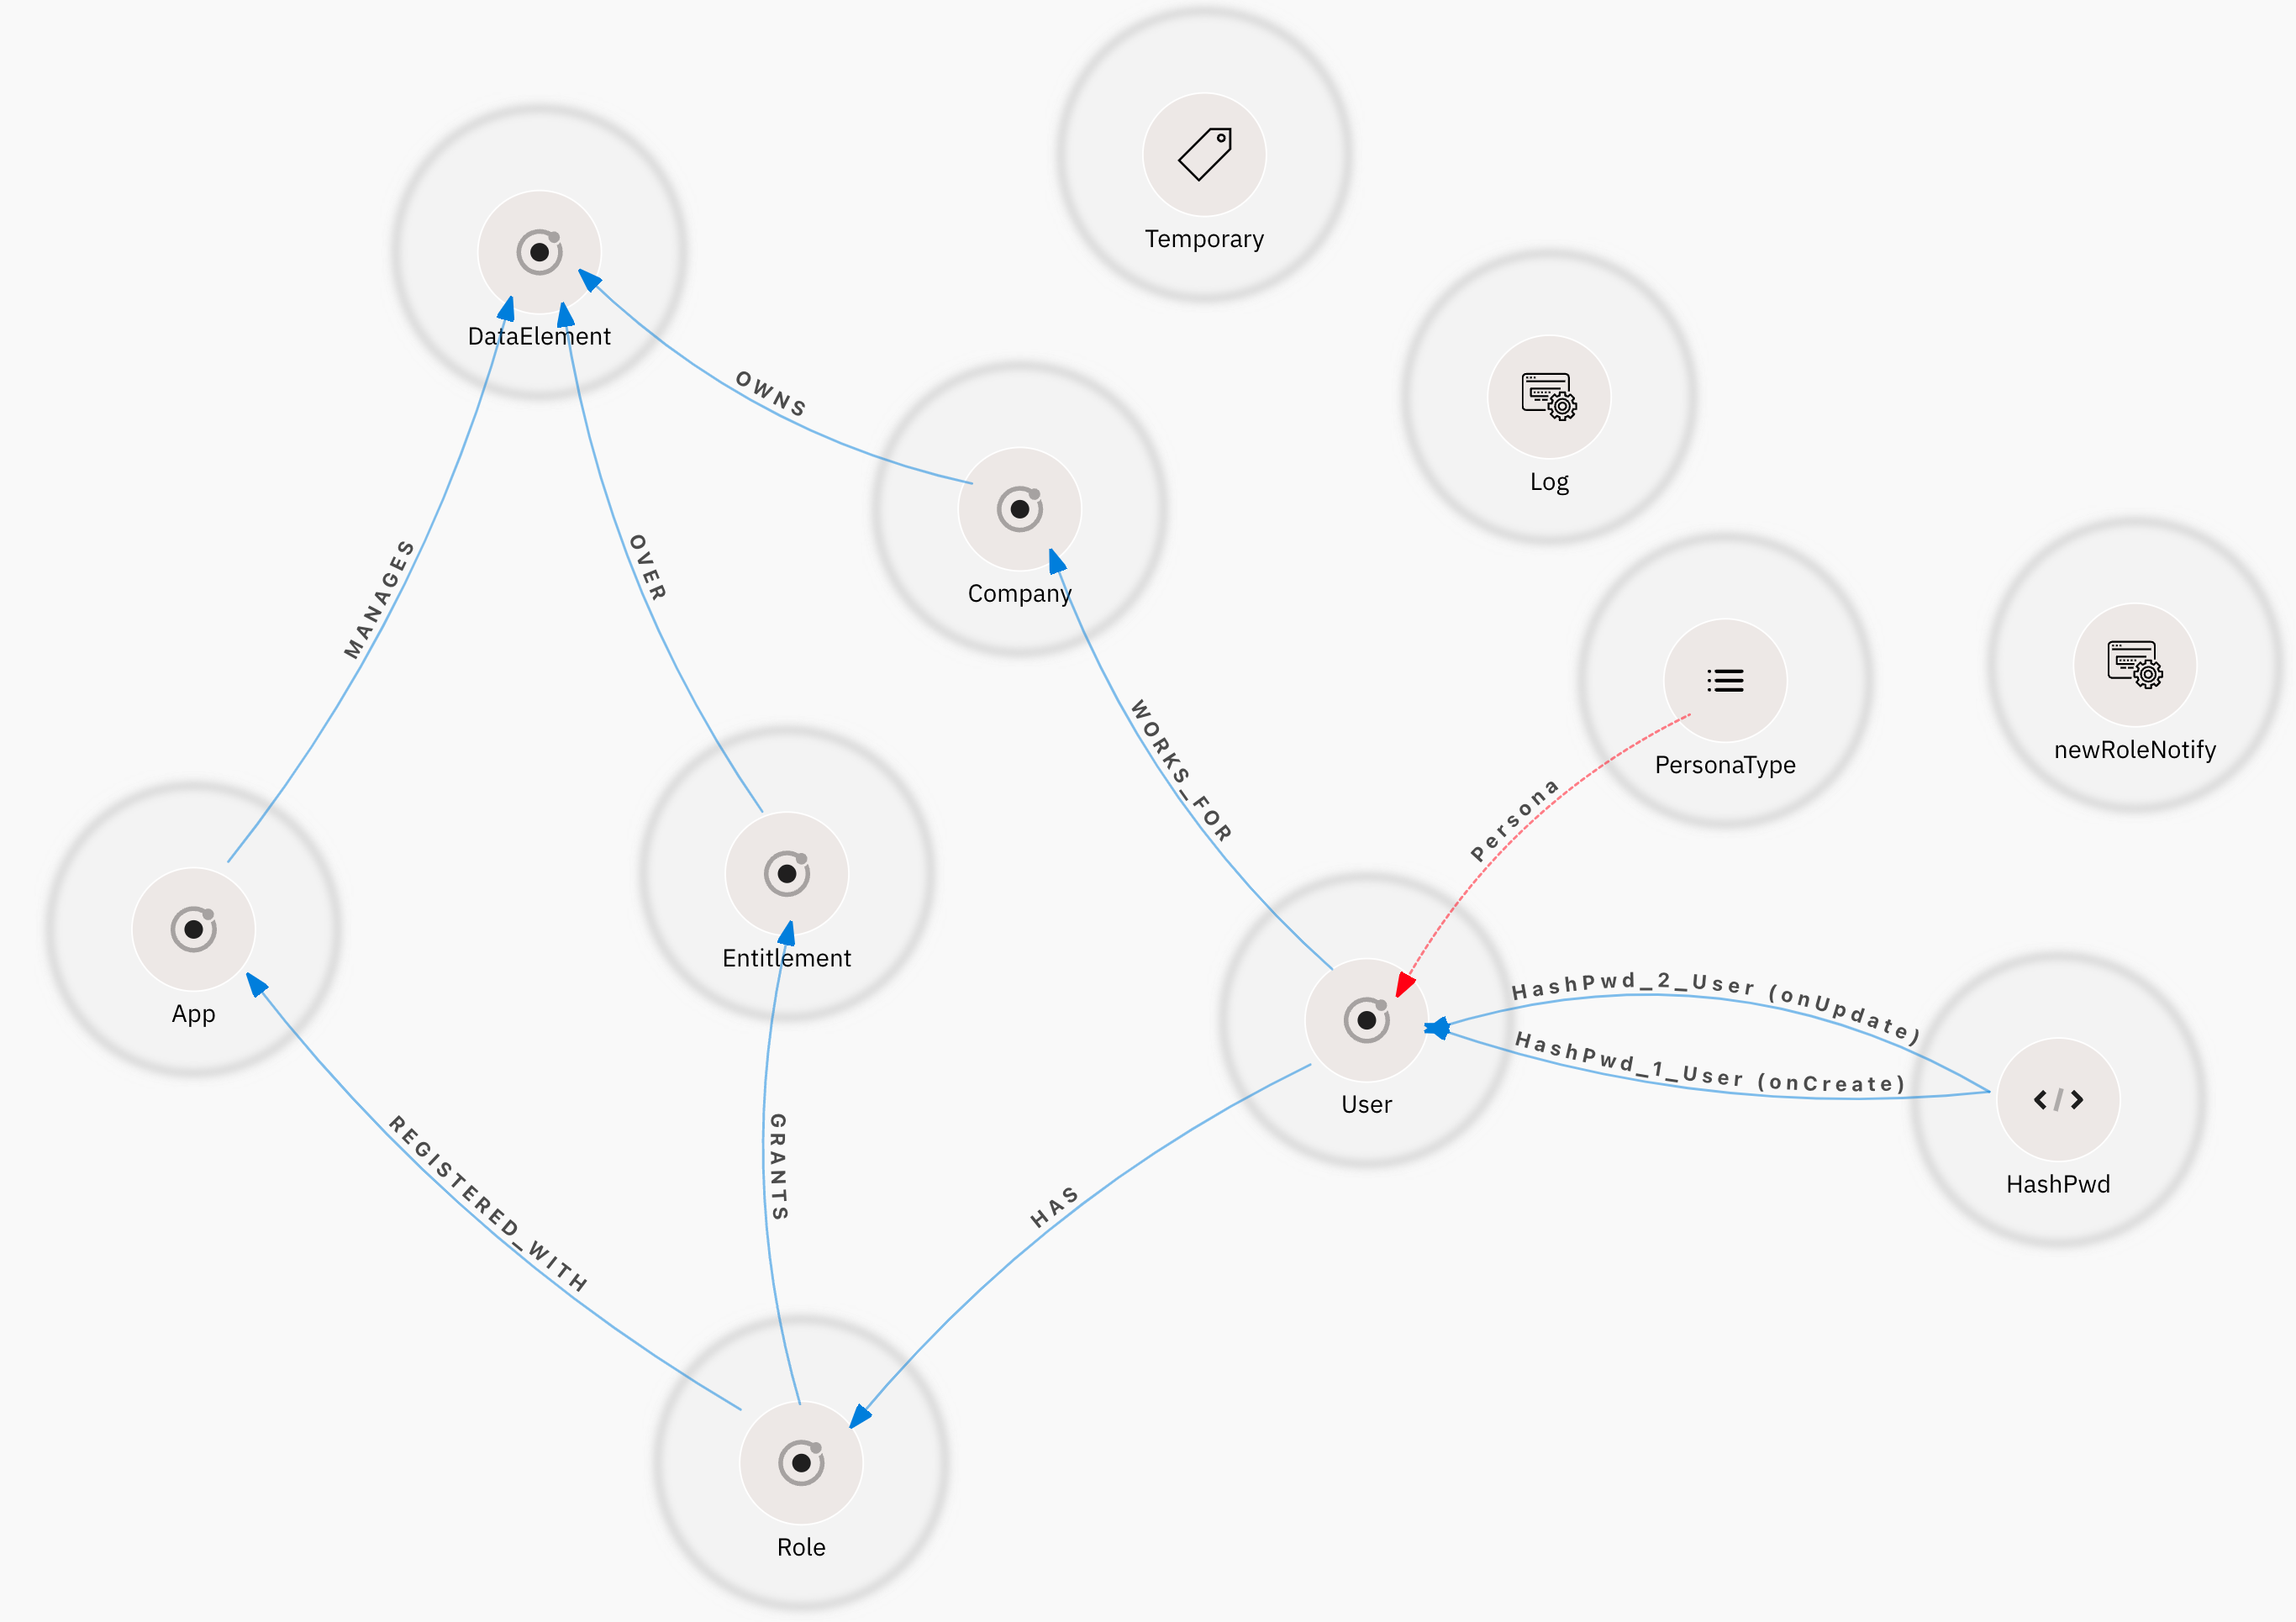 Temporary
DataElement
OWNS
Log
OVER
MANAGES
Company
WORKS_FOR
PersonaType
newRoleNotify
Persona
Entitlement
App
HashPwd_2_User (onUpdate)
HashPwd_1_User (onCreate)
User
HashPwd
GRANTS
REGISTERED_WITH
HAS
Role